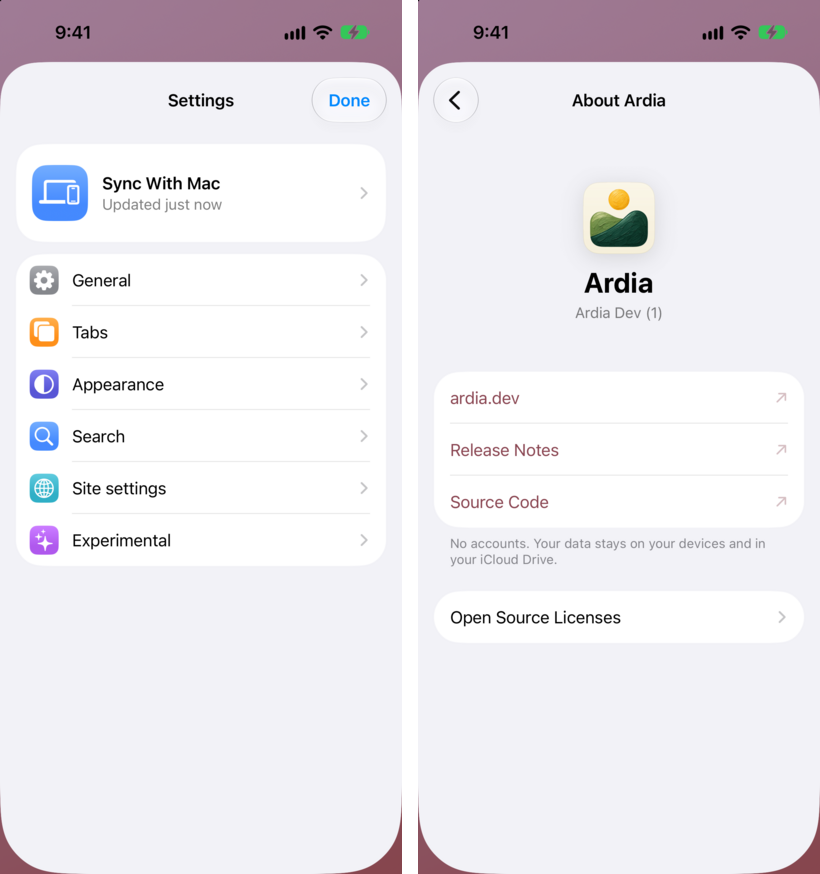 9:41
Settings
Done
Sync With Mac
Updated just now
General
Tabs
Appearance
Search
Site settings
Experimental
9:41
About Ardia
Ardia
Ardia Dev (1)
ardia.dev
Release Notes
Source Code
No accounts. Your data stays on your devices and in
your iCloud Drive.
Open Source Licenses